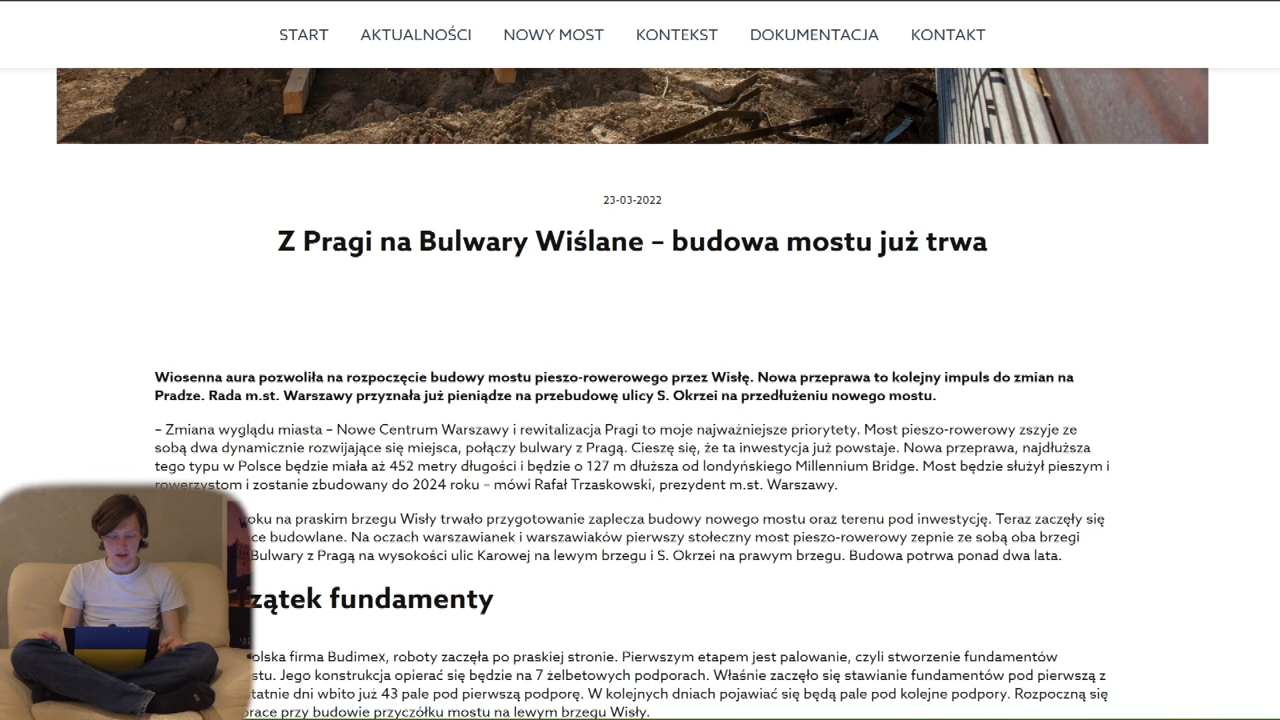 START AKTUALNOŚCI NOWY MOST KONTEKST DOKUMENTACJA KONTAKT
23-03-2022
Z Pragi na Bulwary Wiślane – budowa mostu już trwa
Wiosenna aura pozwoliła na rozpoczęcie budowy mostu pieszo-rowerowego przez Wisłę. Nowa przeprawa to kolejny impuls do zmian na
Pradze. Rada m.st. Warszawy przyznała już pieniądze na przebudowę ulicy S. Okrzei na przedłużeniu nowego mostu.
– Zmiana wyglądu miasta – Nowe Centrum Warszawy i rewitalizacja Pragi to moje najważniejsze priorytety. Most pieszo-rowerowy zszyje ze
sobą dwa dynamicznie rozwijające się miejsca, połączy bulwary z Pragą. Cieszę się, że ta inwestycja już powstaje. Nowa przeprawa, najdłuższa
tego typu w Polsce będzie miała aż 452 metry długości i będzie o 127 m dłuższa od londyńskiego Millennium Bridge. Most będzie służył pieszym i
rowerzystom i zostanie zbudowany do 2024 roku – mówi Rafał Trzaskowski, prezydent m.st. Warszawy.
roku na praskim brzegu Wisły trwało przygotowanie zaplecza budowy nowego mostu oraz terenu pod inwestycję. Teraz zaczęły się
ce budowlane. Na oczach warszawianek i warszawiaków pierwszy stołeczny most pieszo-rowerowy zepnie ze sobą oba brzegi
Bulwary z Pragą na wysokości ulic Karowej na lewym brzegu i S. Okrzei na prawym brzegu. Budowa potrwa ponad dwa lata.
zątek fundamenty
olska firma Budimex, roboty zaczęła po praskiej stronie. Pierwszym etapem jest palowanie, czyli stworzenie fundamentów
stu. Jego konstrukcja opierać się będzie na 7 żelbetowych podporach. Właśnie zaczęło się stawianie fundamentów pod pierwszą z
tatnie dni wbito już 43 pale pod pierwszą podporę. W kolejnych dniach pojawiać się będą pale pod kolejne podpory. Rozpoczną się
prace przy budowie przyczółku mostu na lewym brzegu Wisły.